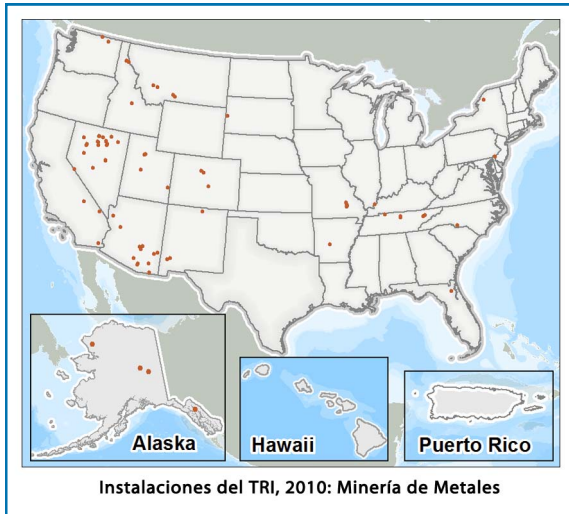 Alaska
Hawaii
Puerto Rico
Instalaciones del TRI, 2010: Minería de Metales